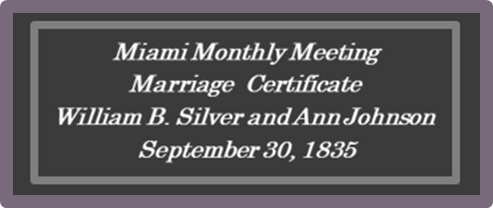 Miami Monthly Meeting
Marriage Certificate
William B. Silver and Ann Johnson
September 30, 1835